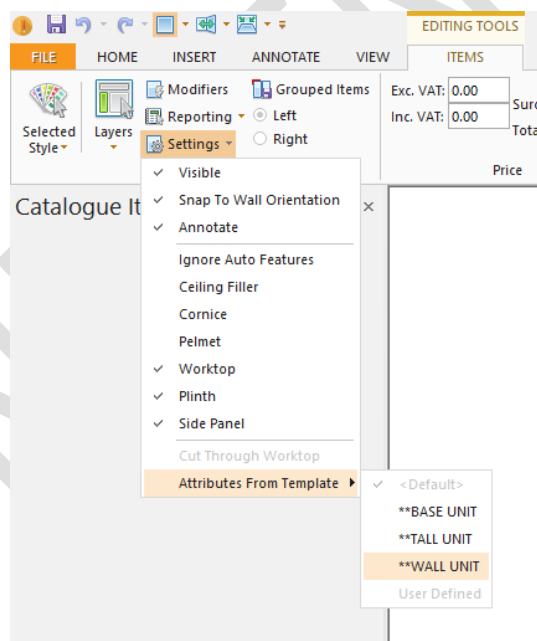 EDITING TOOLS
FILE HOME INSERT ANNOTATE VIEW ITEMS
Modifiers Grouped Items Exc. VAT: 0.00
Reporting Left Inc. VAT: 0.00
Selected Style Layers Settings Right
Price
Catalogue It
Visible
Snap To Wall Orientation
Annotate
Ignore Auto Features
Ceiling Filler
Cornice
Pelmet
Worktop
Plinth
Side Panel
Cut Through Worktop
Attributes From Template
<Default>
**BASE UNIT
**TALL UNIT
**WALL UNIT
User Defined